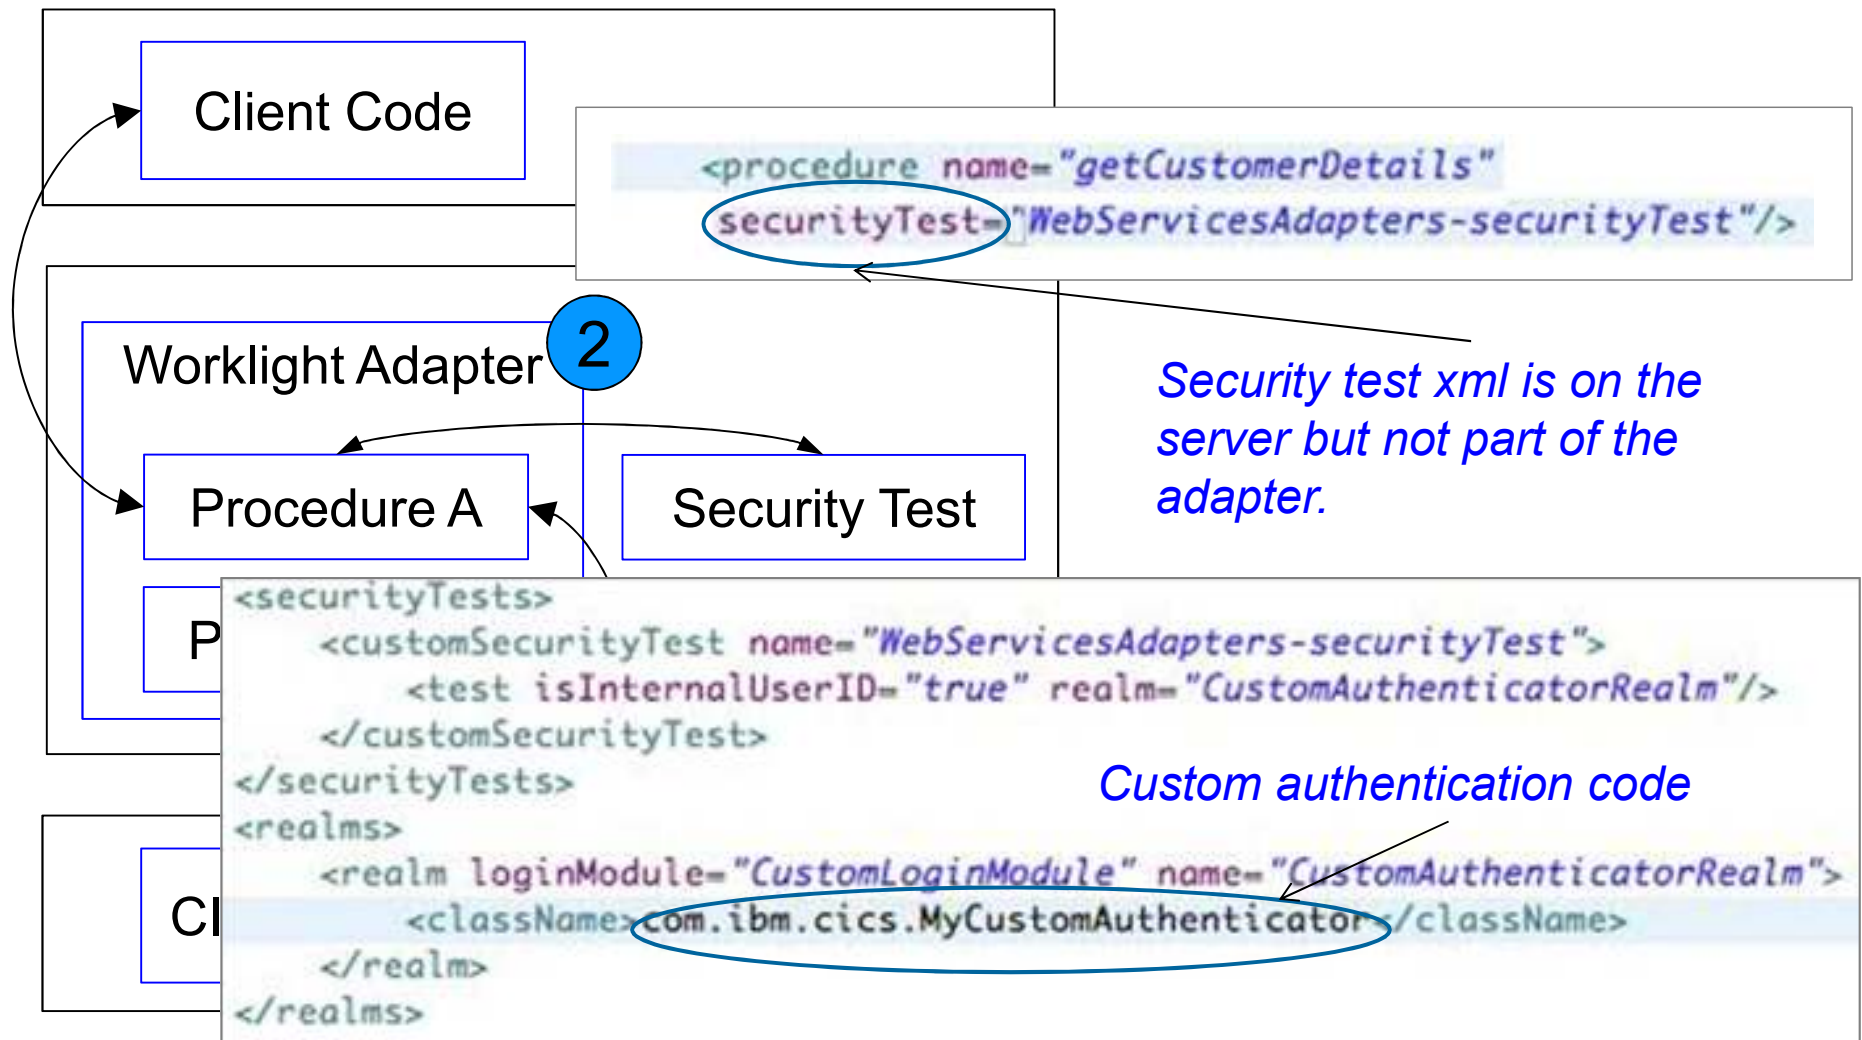 Client Code
<procedure name="getCustomerDetails"
securityTest="WebServicesAdapters-securityTest"/>
Worklight Adapter
2
Security test xml is on the
server but not part of the
adapter.
Procedure A
Security Test
P
<securityTests>
<customSecurityTest name="WebServicesAdapters-securityTest">
<test isInternalUserID="true" realm="CustomAuthenticatorRealm"/>
</customSecurityTest>
</securityTests>
Custom authentication code
<realms>
<realm loginModule="CustomLoginModule" name="CustomAuthenticatorRealm">
<className>com.ibm.cics.MyCustomAuthenticator</className>
</realm>
</realms>